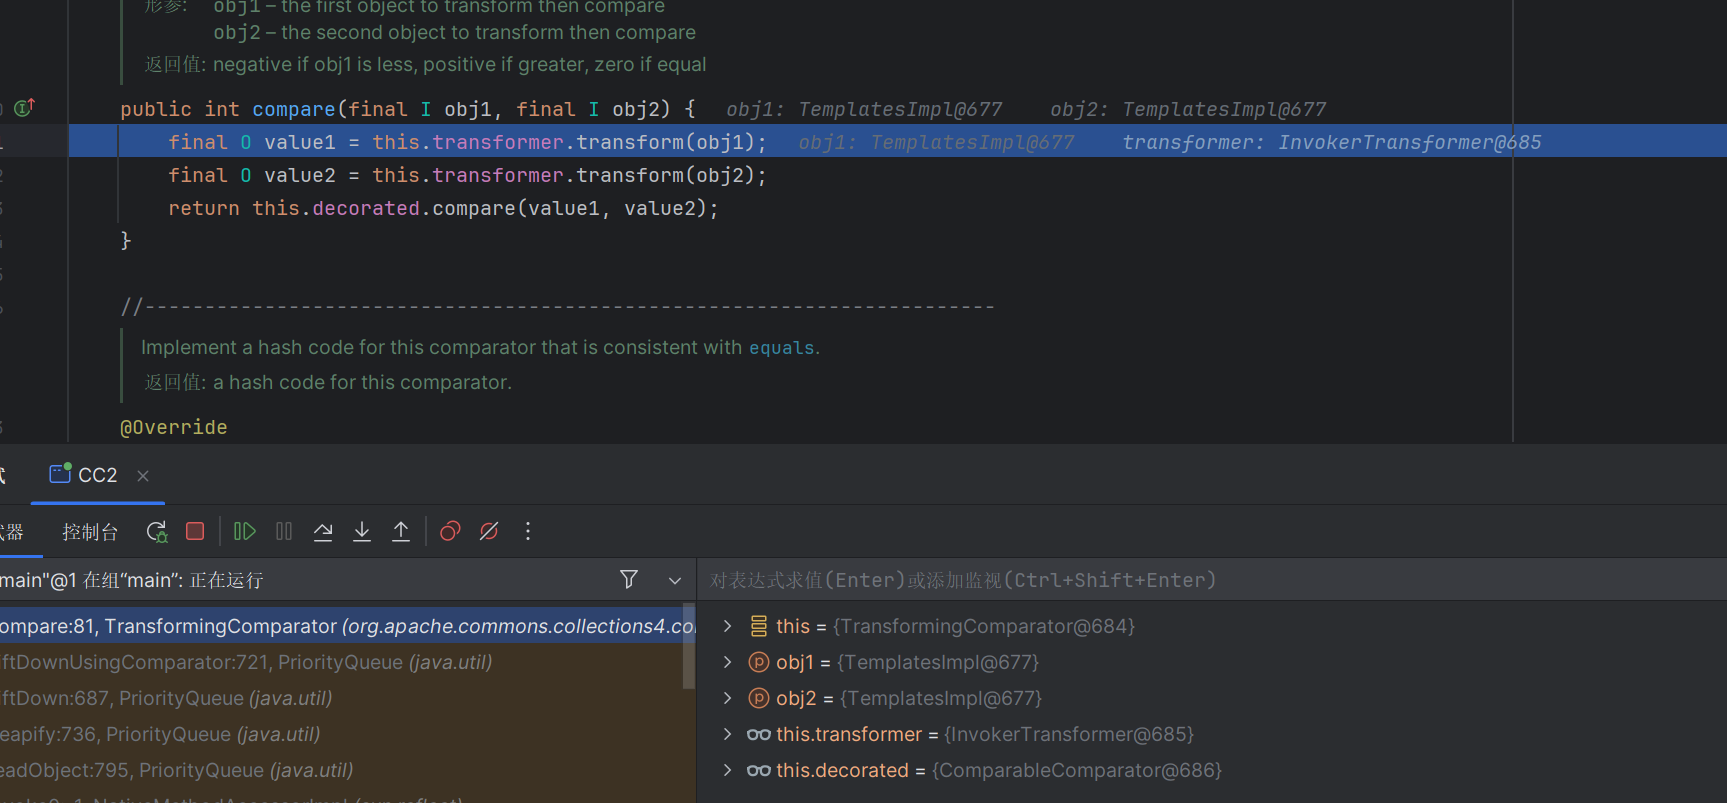 形参: obj1 – the first object to transform then compare
obj2 – the second object to transform then compare
返回值: negative if obj1 is less, positive if greater, zero if equal
public int compare(final I obj1, final I obj2) { obj1: TemplatesImpl@677 obj2: TemplatesImpl@677
final O value1 = this.transformer.transform(obj1); obj1: TemplatesImpl@677 transformer: InvokerTransformer@685
final O value2 = this.transformer.transform(obj2);
return this.decorated.compare(value1, value2);
}
//-----------------------------------------------------------------------
Implement a hash code for this comparator that is consistent with equals.
返回值: a hash code for this comparator.
@Override
CC2
控制台
main"@1 在组“main”: 正在运行
对表达式求值(Enter)或添加监视(Ctrl+Shift+Enter)
ompare:81, TransformingComparator (org.apache.commons.collections4.co
this = {TransformingComparator@684}
iftDownUsingComparator:721, PriorityQueue (java.util)
obj1 = {TemplatesImpl@677}
iftDown:687, PriorityQueue (java.util)
obj2 = {TemplatesImpl@677}
eapify:736, PriorityQueue (java.util)
this.transformer = {InvokerTransformer@685}
eadObject:795, PriorityQueue (java.util)
this.decorated = {ComparableComparator@686}